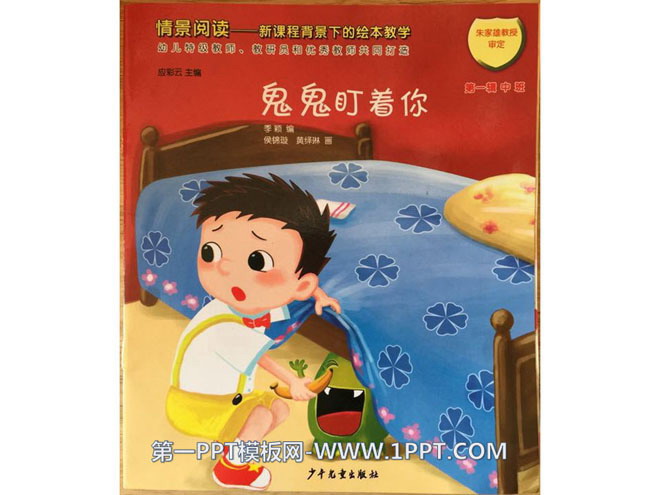 情景阅读——新课程背景下的绘本教学
幼儿特级教师、教研员和优秀教师共同打造
应彩云 主编
朱家雄教授
审定
第一辑 中班
鬼鬼盯着你
季颖 编
侯锦璇 黄绎琳 画
第一PPT模板网-WWW.1PPT.COM
少年儿童出版社